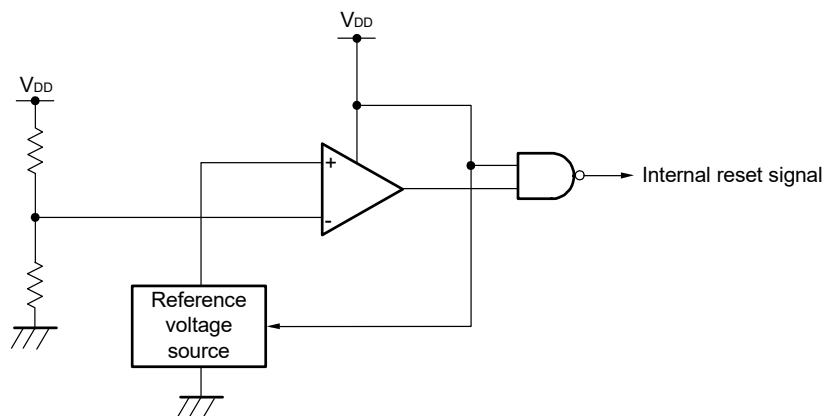 VDD
VDD
+
-
Internal reset signal
Reference
voltage
source